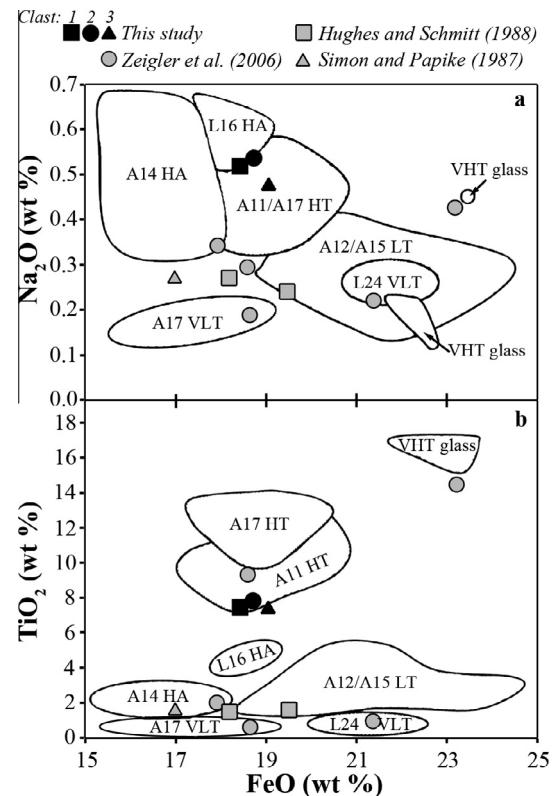 Clast: 1 2 3
This study
Hughes and Schmitt (1988)
Zeigler et al. (2006)
Simon and Papike (1987)
0.7
a
L16 HA
0.6
VHT glass
0.5
A14 HA
A11/A17 HT
0.4
A12/A15 LT
0.3
L24 VLT
0.2
A17 VLT
VHT glass
0.1
0.0
Na2O (wt %)
b
18
VHT glass
16
14
A17 HT
12
10
A11 HT
8
6
L16 HA
4
A12/A15 LT
A14 HA
2
A17 VLT
L24 VLT
0
TiO2 (wt %)
15 17 19 21 23 25
FeO (wt %)